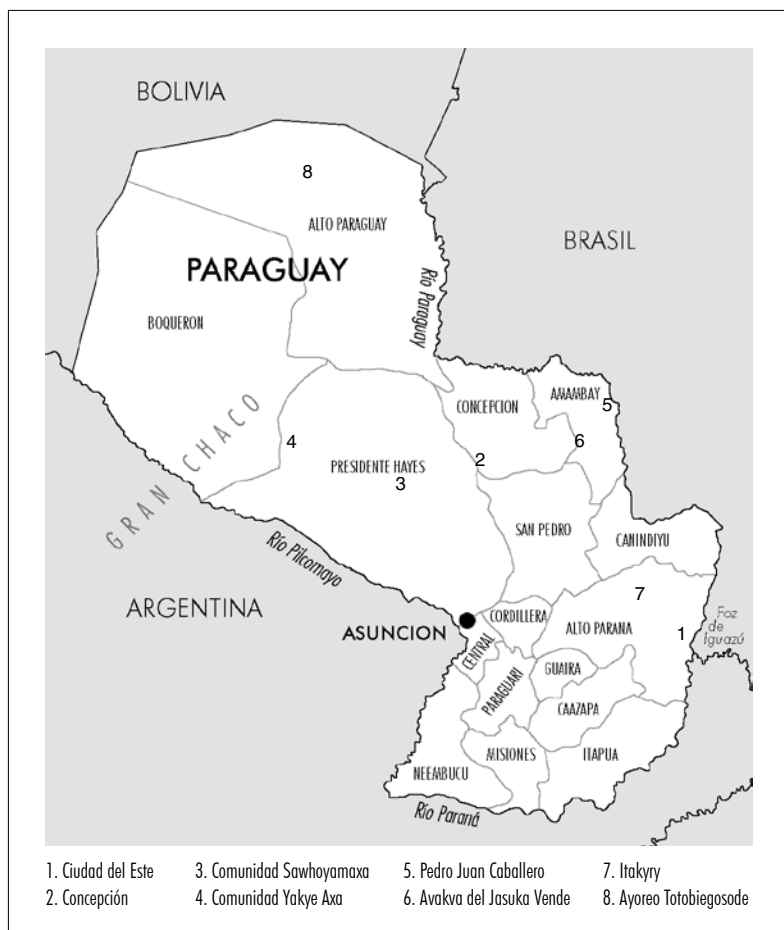 BOLIVIA
8
ALTO PARAGUAY
BRASIL
PARAGUAY
Río Paraguay
BOQUERON
AMAMBAY
5
CONCEPCION
GRAN CHACO
4
6
2
PRESIDENTE HAYES
3
SAN PEDRO
CANINDIYU
Río Pilcomayo
7
ARGENTINA
CORDILLERA
Foz
de
Iguazú
ASUNCION
ALTO PARANA
1
CENTRAL
GUAIRA
PARAGUARI
CAAZAPA
MISIONES
ITAPUA
NEEMBUCU
Río Paraná
1. Ciudad del Este
2. Concepción
3. Comunidad Sawhoyamaxa
4. Comunidad Yakye Axa
5. Pedro Juan Caballero
6. Avakva del Jasuka Vende
7. Itakyry
8. Ayoreo Totobiegosode